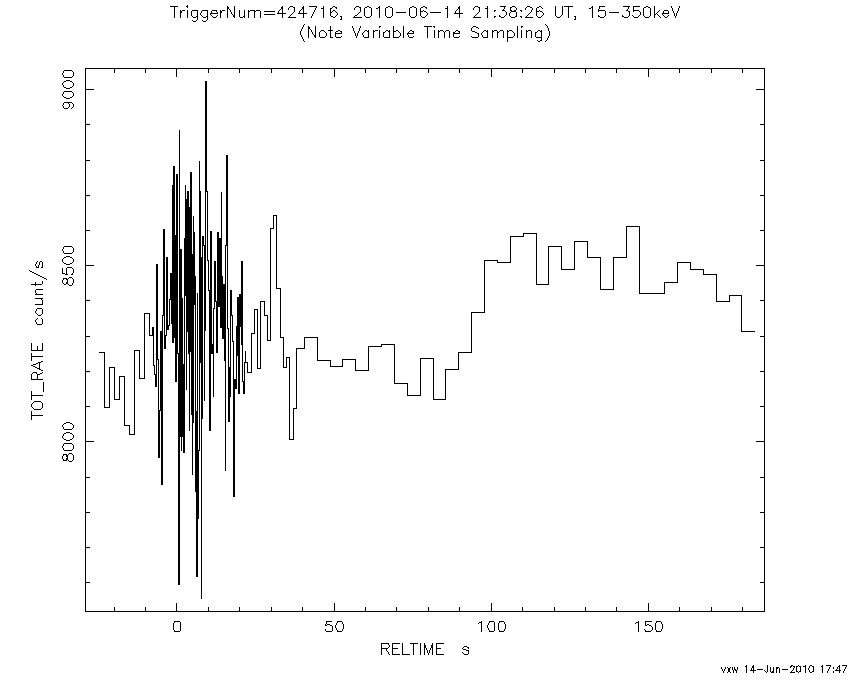 TriggerNum=424716, 2010-06-14 21:38:26 UT, 15-350keV
(Note Variable Time Sampling)
9000
8500
8000
TOT_RATE count/s
0 50 100 150
RELTIME s
vxw 14-Jun-2010 17:47